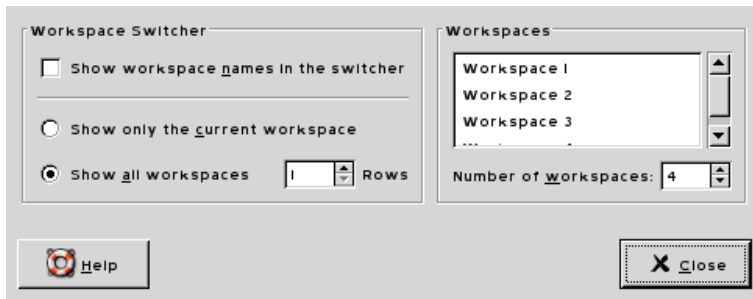 Workspace Switcher
Show workspace names in the switcher
Show only the current workspace
Show all workspaces 1 Rows
Workspaces
Workspace 1
Workspace 2
Workspace 3
Number of workspaces: 4
Help
Close